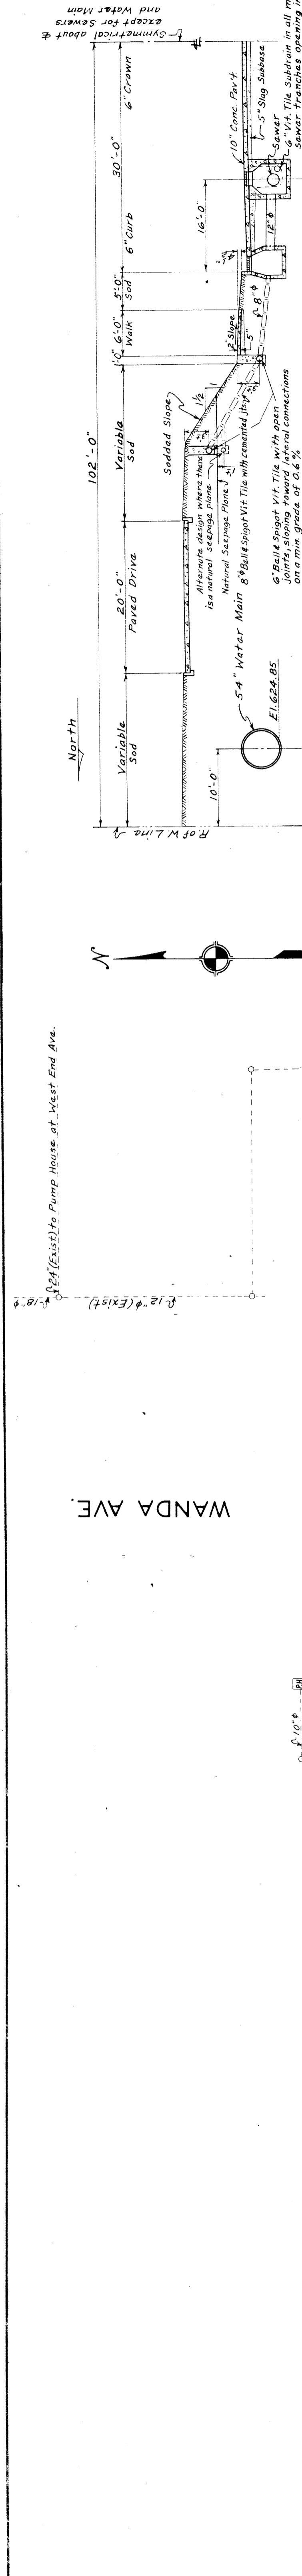 Symmetrical about ℄
except for Sewers
and Water Main
102'-0"
30'-0"
6" Crown
6" Curb
5'-0"
Sod
6'-0"
Walk
1'-0"
Variable
Sod
20'-0"
Paved Drive
Variable
Sod
North
R. of W. Line
16'-0"
10" Conc. Pav't
5" Slag Subbase
Sewer
6" Vit. Tile Subdrain in all
sewer trenches opening
12" φ
8" φ
2" Slope
5"
Sodded Slope
1½
1
Alternate design where there
is a natural seepage plane
Natural Seepage Plane
8" φ Bell & Spigot Vit. Tile with cemented jts.
6" Bell & Spigot Vit. Tile with open
joints, sloping toward lateral connections
on a min. grade of 0.6%
54" Water Main
El. 624.85
10'-0"
N
24" (Exist) to Pump House at West End Ave.
18" φ
12" φ (Exist)
WANDA AVE.
10" φ
PH